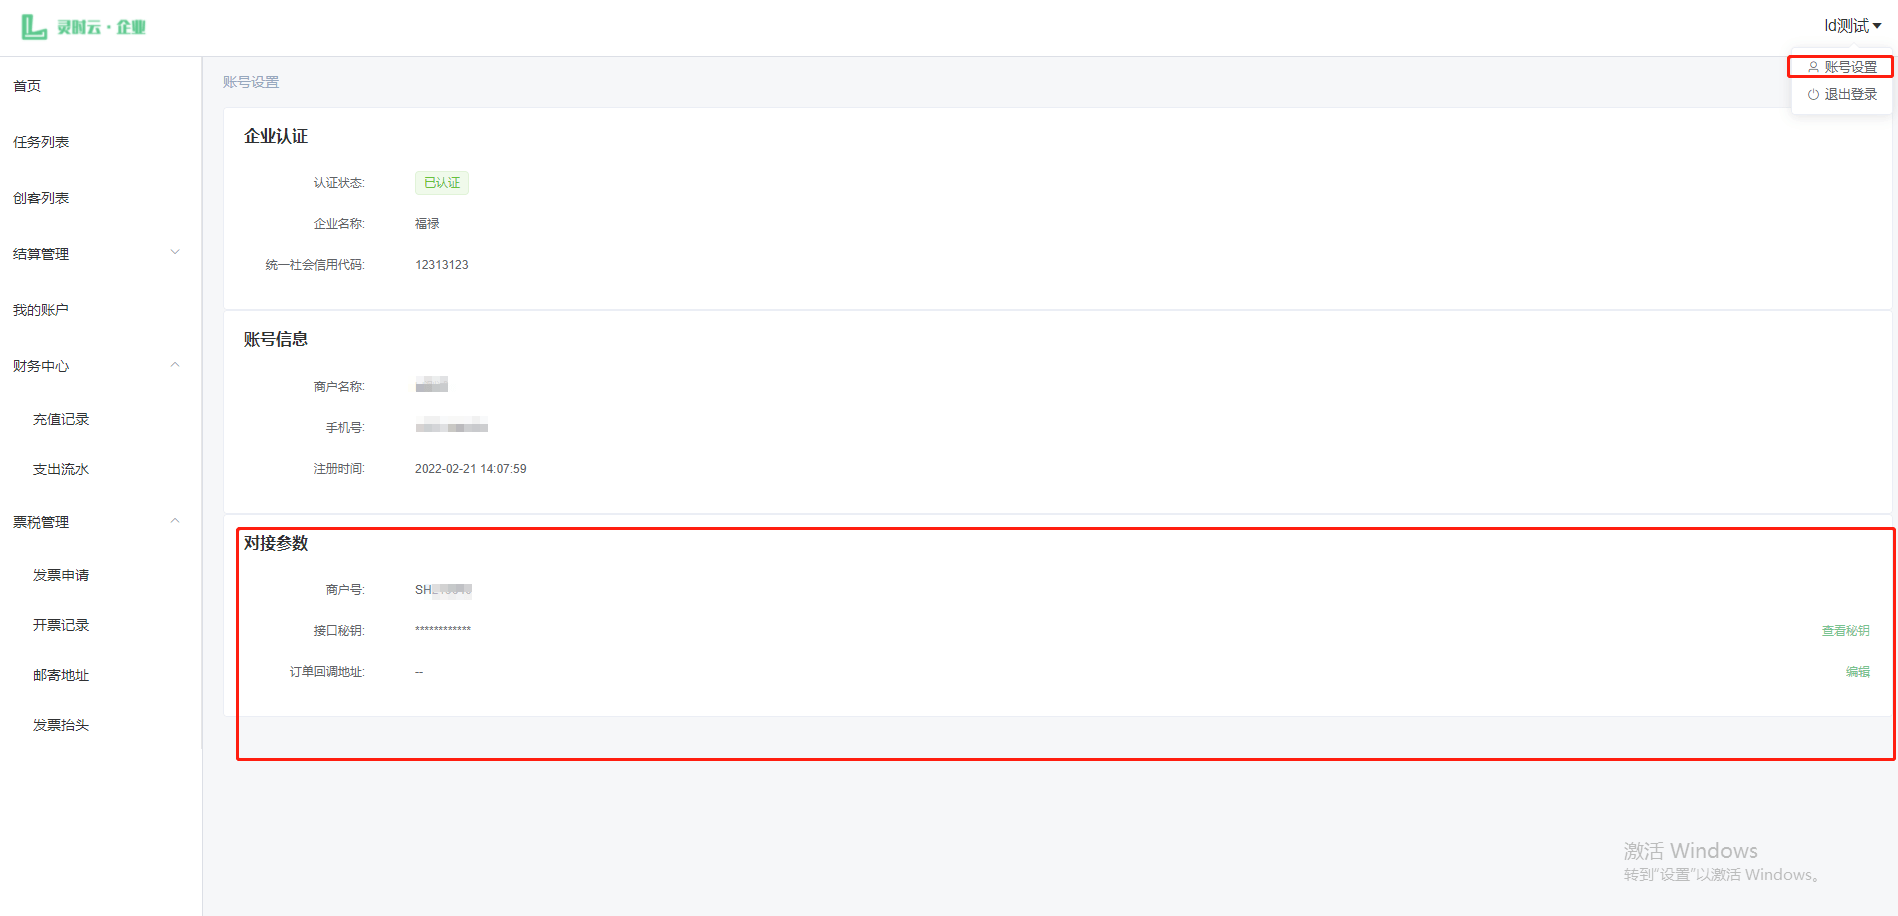 灵时云·企业
ld测试
账号设置
退出登录
首页
任务列表
创客列表
结算管理
我的账户
财务中心
充值记录
支出流水
票税管理
发票申请
开票记录
邮寄地址
发票抬头
账号设置
企业认证
认证状态: 已认证
企业名称: 福禄
统一社会信用代码: 12313123
账号信息
商户名称:
手机号:
注册时间: 2022-02-21 14:07:59
对接参数
商户号: SH
接口秘钥: ************ 查看秘钥
订单回调地址: -- 编辑
激活 Windows
转到"设置"以激活 Windows。